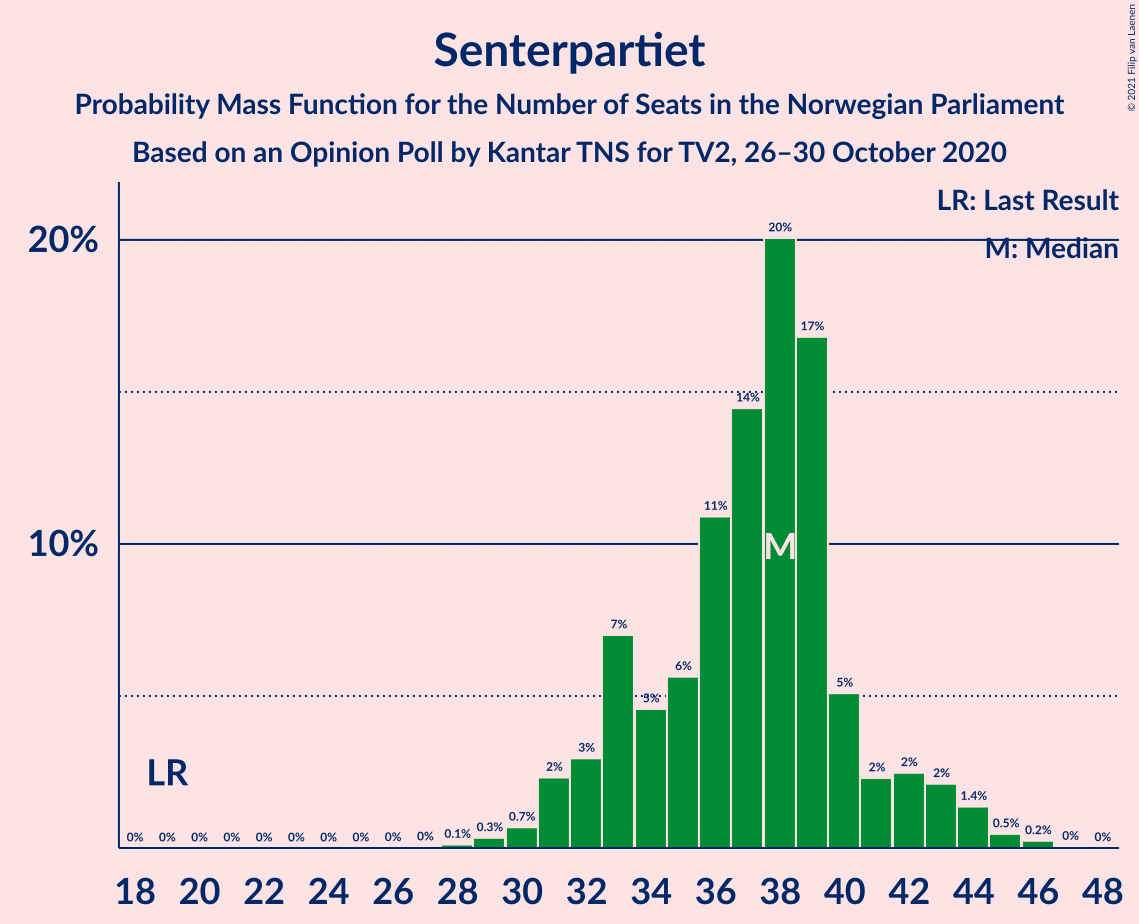 Senterpartiet
Probability Mass Function for the Number of Seats in the Norwegian Parliament
Based on an Opinion Poll by Kantar TNS for TV2, 26–30 October 2020
© 2021 Filip van Laenen
LR: Last Result
M: Median
20%
10%
LR
M
0% 0% 0% 0% 0% 0% 0% 0% 0% 0% 0.1% 0.3% 0.7% 2% 3% 7% 5% 6% 11% 14% 20% 17% 5% 2% 2% 2% 1.4% 0.5% 0.2% 0% 0%
18 20 22 24 26 28 30 32 34 36 38 40 42 44 46 48